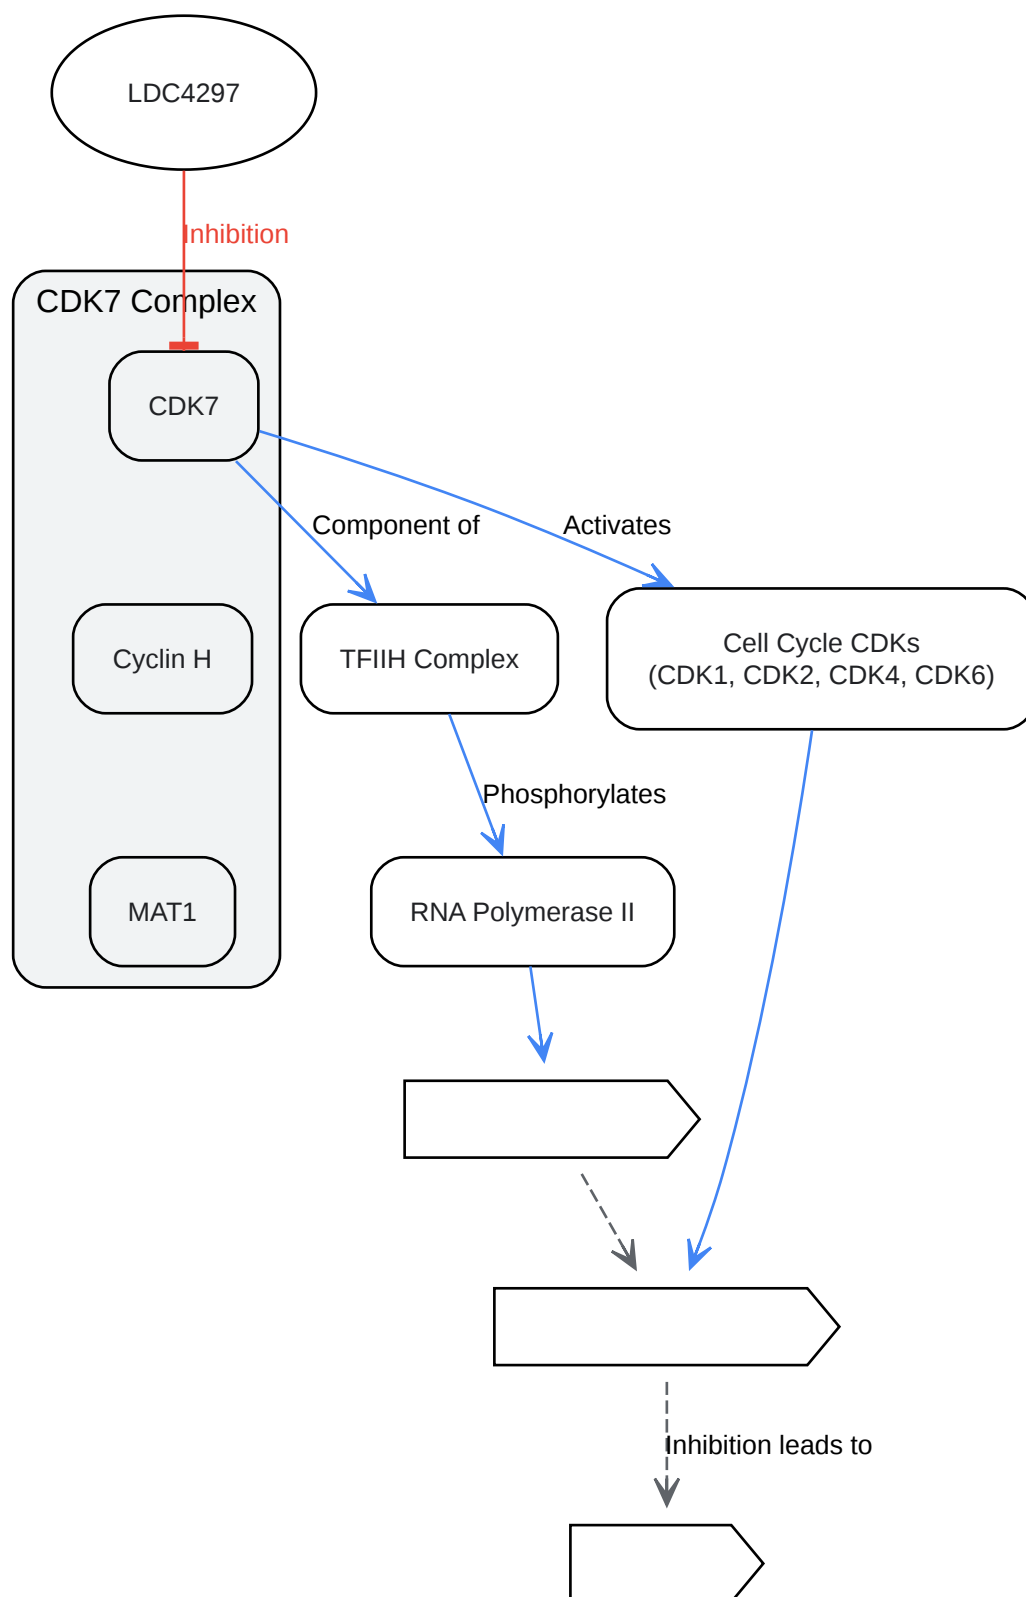 LDC4297
Inhibition
CDK7 Complex
CDK7
Component of
Activates
Cyclin H
TFIIH Complex
Cell Cycle CDKs
(CDK1, CDK2, CDK4, CDK6)
Phosphorylates
MAT1
RNA Polymerase II
Inhibition leads to